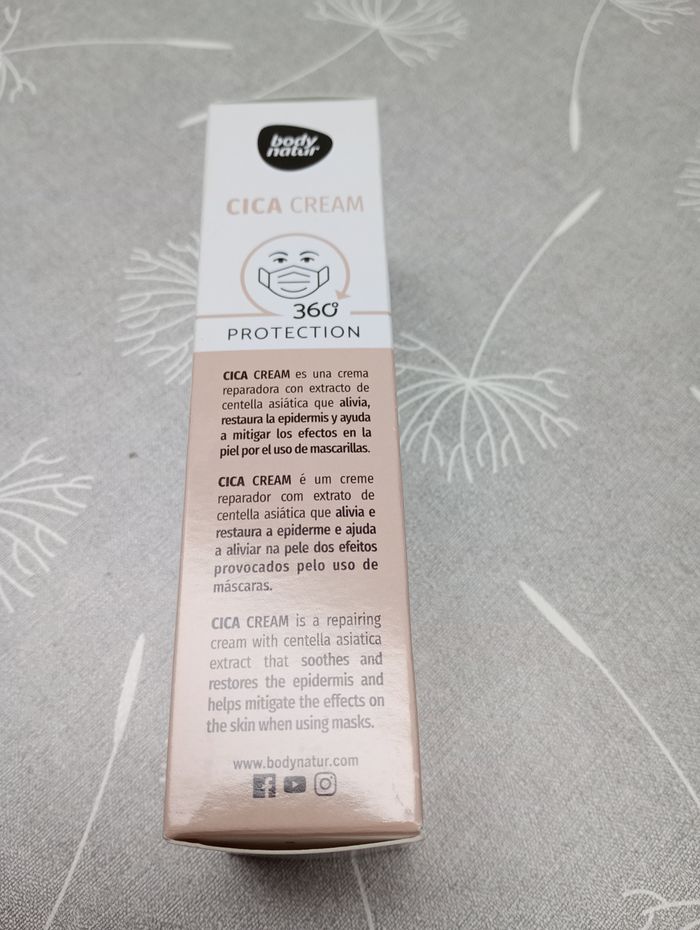 body
natur
CICA CREAM
360º
PROTECTION
CICA CREAM es una crema
reparadora con extracto de
centella asiática que alivia,
restaura la epidermis y ayuda
a mitigar los efectos en la
piel por el uso de mascarillas.
CICA CREAM é um creme
reparador com extrato de
centella asiática que alivia e
restaura a epiderme e ajuda
a aliviar na pele dos efeitos
provocados pelo uso de
máscaras.
CICA CREAM is a repairing
cream with centella asiatica
extract that soothes and
restores the epidermis and
helps mitigate the effects on
the skin when using masks.
www.bodynatur.com